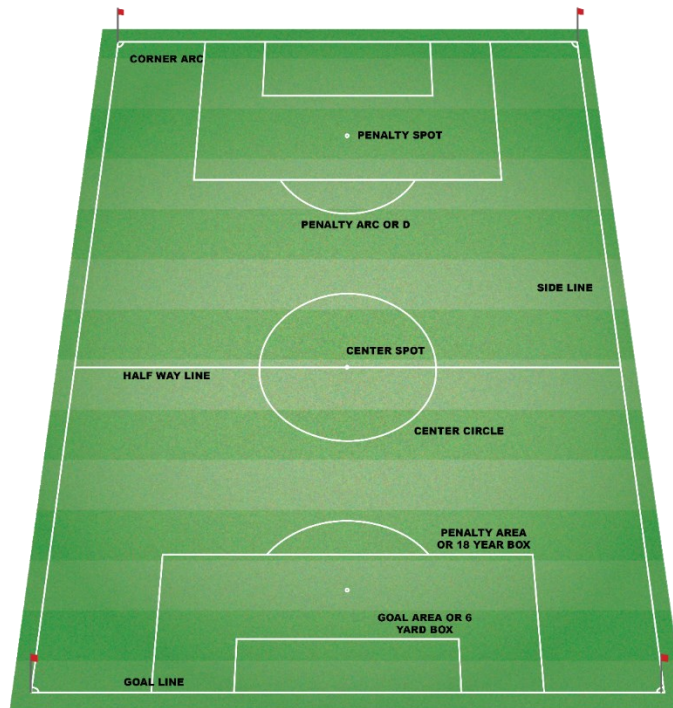 CORNER ARC
PENALTY SPOT
PENALTY ARC OR D
SIDE LINE
CENTER SPOT
HALF WAY LINE
CENTER CIRCLE
PENALTY AREA
OR 18 YEAR BOX
GOAL AREA OR 6
YARD BOX
GOAL LINE